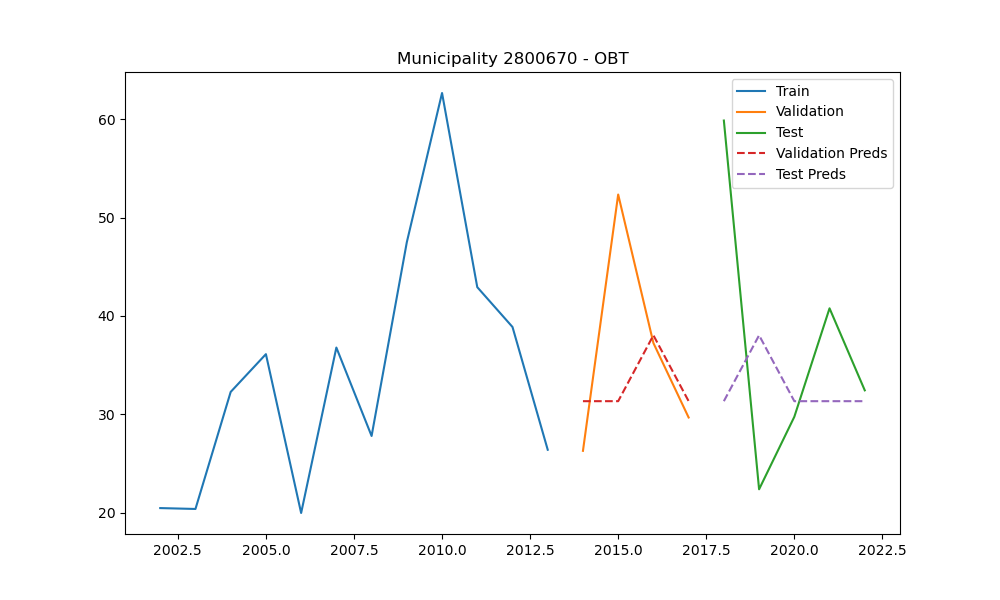 Municipality 2800670 - OBT
Train
Validation
Test
Validation Preds
Test Preds
60
50
40
30
20
2002.5 2005.0 2007.5 2010.0 2012.5 2015.0 2017.5 2020.0 2022.5